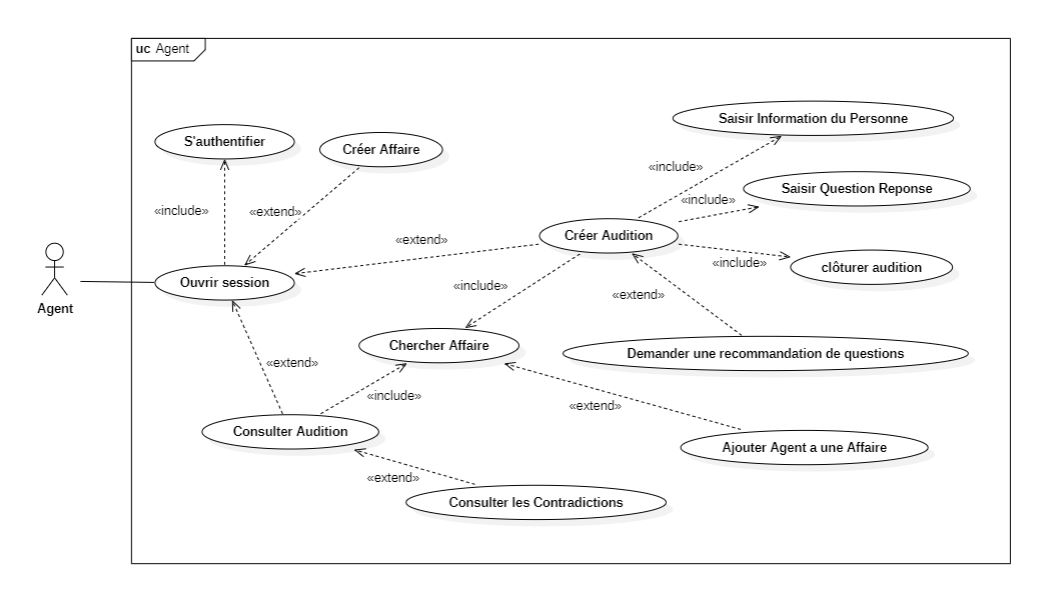 uc Agent
Saisir Information du Personne
S'authentifier
Créer Affaire
«include»
Saisir Question Reponse
«include»
«include»
«extend»
Créer Audition
«extend»
«include»
clôturer audition
Ouvrir session
«include»
«extend»
Agent
Chercher Affaire
Demander une recommandation de questions
«extend»
«include»
«extend»
Consulter Audition
Ajouter Agent a une Affaire
«extend»
Consulter les Contradictions